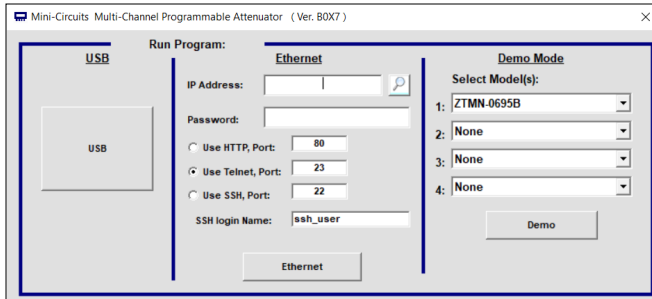 Mini-Circuits Multi-Channel Programmable Attenuator (Ver. B0X7)
Run Program:
USB
USB
Ethernet
IP Address:
Password:
Use HTTP, Port: 80
Use Telnet, Port: 23
Use SSH, Port: 22
SSH login Name: ssh_user
Ethernet
Demo Mode
Select Model(s):
1: ZTMN-0695B
2: None
3: None
4: None
Demo